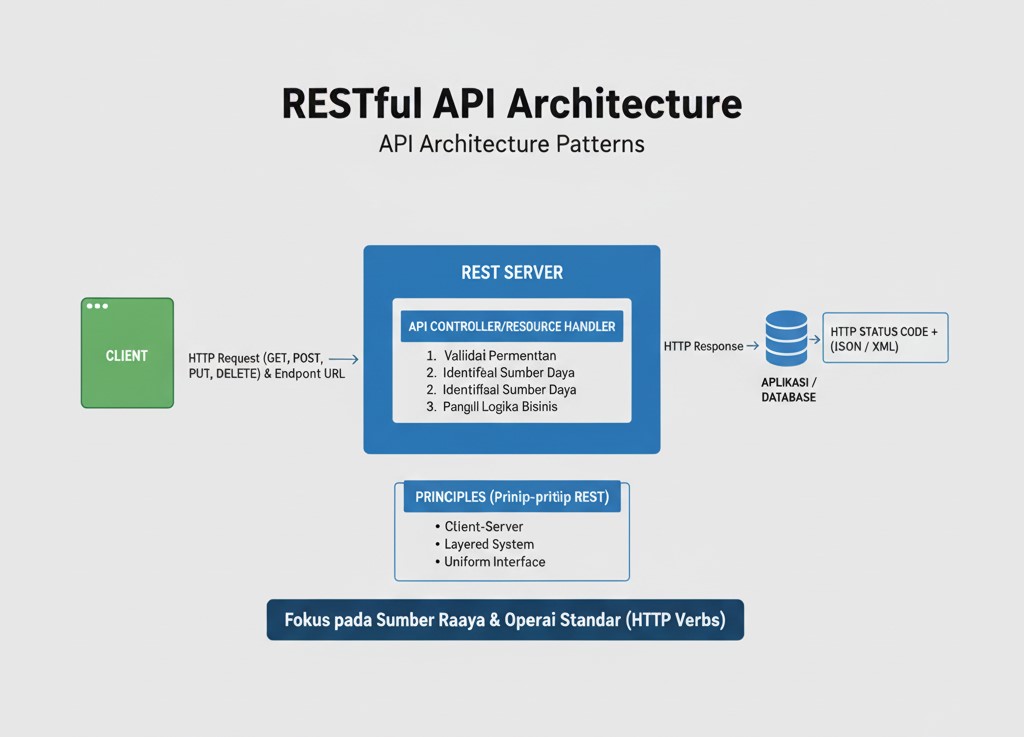 RESTful API Architecture
API Architecture Patterns
REST SERVER
API CONTROLLER/RESOURCE HANDLER
1. Validai Permenttan
2. Identifeal Sumber Daya
2. Identiffaal Sumber Daya
3. Pangıll Logika Bisinis
CLIENT
HTTP Request (GET, POST,
PUT, DELETE) & Endpont URL
HTTP Response
APLIKASI /
DATABASE
HTTP STATUS CODE +
(ISON / XML)
PRINCIPLES (Prinip-pritip REST)
• Client-Server
• Layered System
• Uniform Interface
Fokus pada Sumber Raaya & Operai Standar (HTTP Verbs)